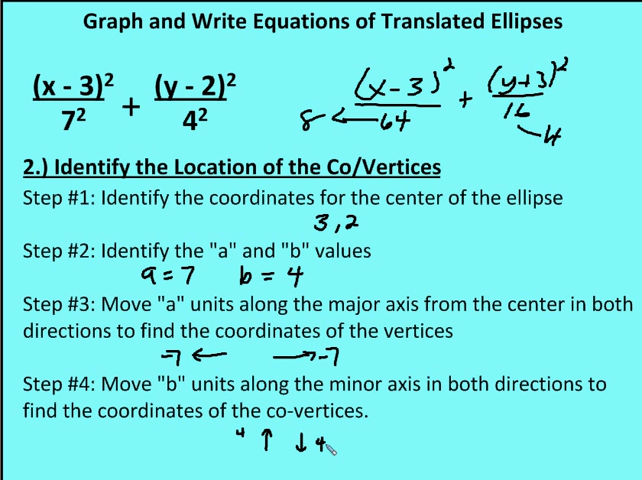 Graph and Write Equations of Translated Ellipses
(x - 3)²/7² + (y - 2)²/4²
(x - 3)²/64 + (y + 3)²/16
8 ← 64
16 — 4
2.) Identify the Location of the Co/Vertices
Step #1: Identify the coordinates for the center of the ellipse
3, 2
Step #2: Identify the "a" and "b" values
a = 7 b = 4
Step #3: Move "a" units along the major axis from the center in both
directions to find the coordinates of the vertices
-7 ← → -7
Step #4: Move "b" units along the minor axis in both directions to
find the coordinates of the co-vertices.
4 ↑ ↓ 4